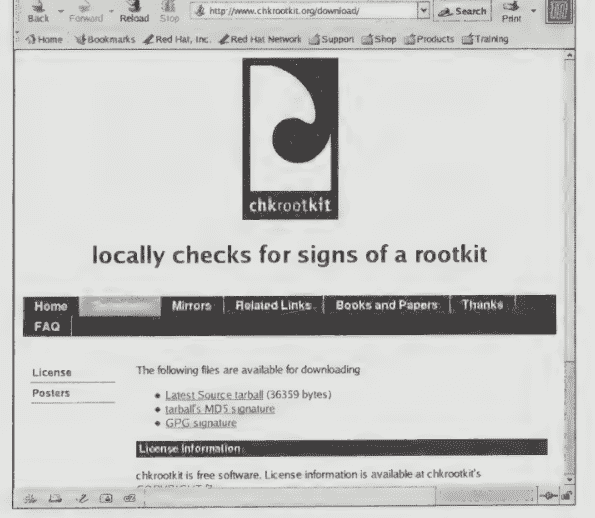 Back Forward Reload Stop http://www.chkrootkit.org/download/ Search Print
Home Bookmarks Red Hat, Inc. Red Hat Network Support Shop Products Training
chkrootkit
locally checks for signs of a rootkit
Home Mirrors Related Links Books and Papers Thanks
FAQ
License
Posters
The following files are available for downloading
• Latest Source tarball (36359 bytes)
• tarball's MD5 signature
• GPG signature
License Information
chkrootkit is free software. License information is available at chkrootkit's